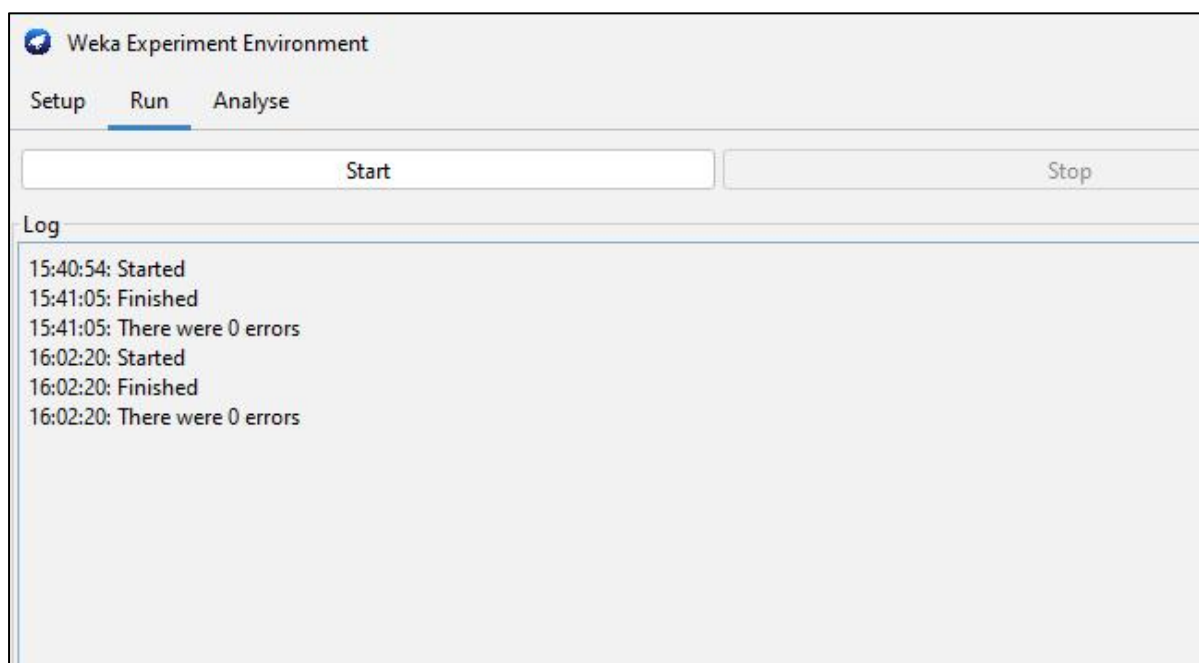 Weka Experiment Environment
Setup Run Analyse
Start Stop
Log
15:40:54: Started
15:41:05: Finished
15:41:05: There were 0 errors
16:02:20: Started
16:02:20: Finished
16:02:20: There were 0 errors